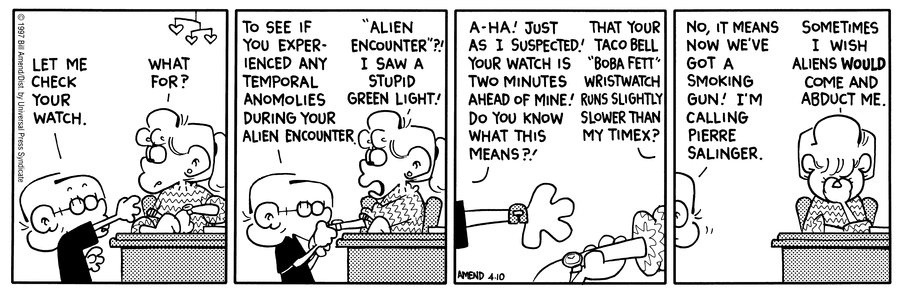 © 1997 Bill Amend/Dist. by Universal Press Syndicate
LET ME
CHECK
YOUR
WATCH.
WHAT
FOR?
TO SEE IF
YOU EXPER-
IENCED ANY
TEMPORAL
ANOMOLIES
DURING YOUR
ALIEN ENCOUNTER.
"ALIEN
ENCOUNTER"?!
I SAW A
STUPID
GREEN LIGHT!
A-HA! JUST
AS I SUSPECTED!
YOUR WATCH IS
TWO MINUTES
AHEAD OF MINE!
DO YOU KNOW
WHAT THIS
MEANS?!
THAT YOUR
TACO BELL
"BOBA FETT"
WRISTWATCH
RUNS SLIGHTLY
SLOWER THAN
MY TIMEX?
AMEND 4-10
NO, IT MEANS
NOW WE'VE
GOT A
SMOKING
GUN! I'M
CALLING
PIERRE
SALINGER.
SOMETIMES
I WISH
ALIENS WOULD
COME AND
ABDUCT ME.